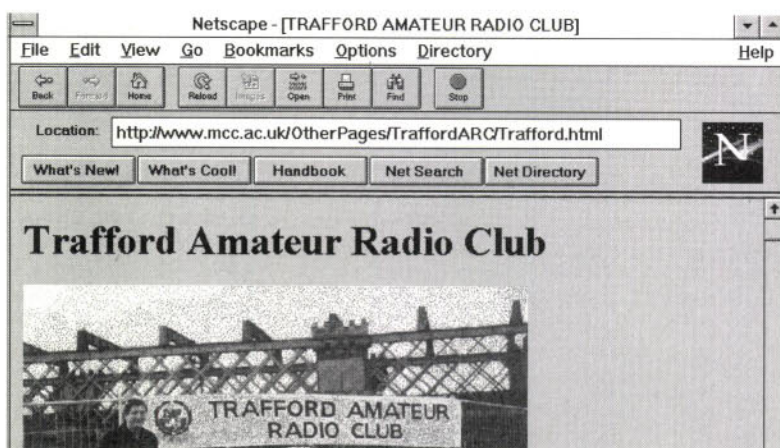 Netscape - [TRAFFORD AMATEUR RADIO CLUB]
File Edit View Go Bookmarks Options Directory Help
Back Forward Home Reload Images Open Print Find Stop
Location: http://www.mcc.ac.uk/OtherPages/TraffordARC/Trafford.html
N
What's New! What's Cool! Handbook Net Search Net Directory
Trafford Amateur Radio Club
TRAFFORD AMATEUR
RADIO CLUB